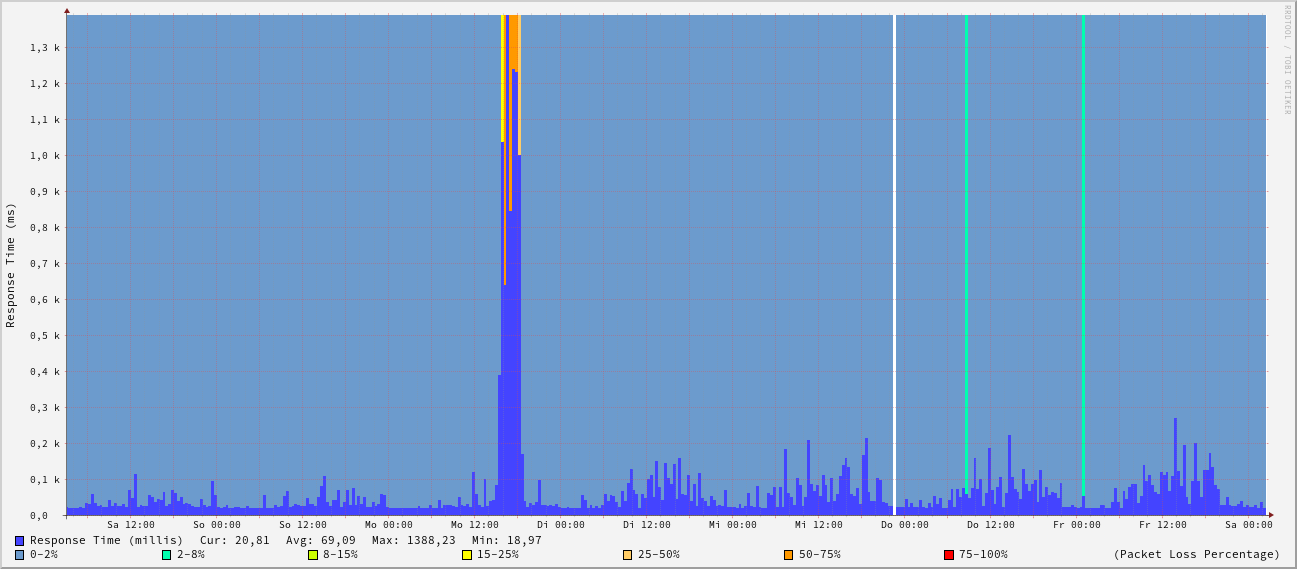 RRDTOOL / TOBI OETIKER
Response Time (ms)
1,3 k
1,2 k
1,1 k
1,0 k
0,9 k
0,8 k
0,7 k
0,6 k
0,5 k
0,4 k
0,3 k
0,2 k
0,1 k
0,0
Sa 12:00 So 00:00 So 12:00 Mo 00:00 Mo 12:00 Di 00:00 Di 12:00 Mi 00:00 Mi 12:00 Do 00:00 Do 12:00 Fr 00:00 Fr 12:00 Sa 00:00
Response Time (millis) Cur: 20,81 Avg: 69,09 Max: 1388,23 Min: 18,97
0-2% 2-8% 8-15% 15-25% 25-50% 50-75% 75-100% (Packet Loss Percentage)